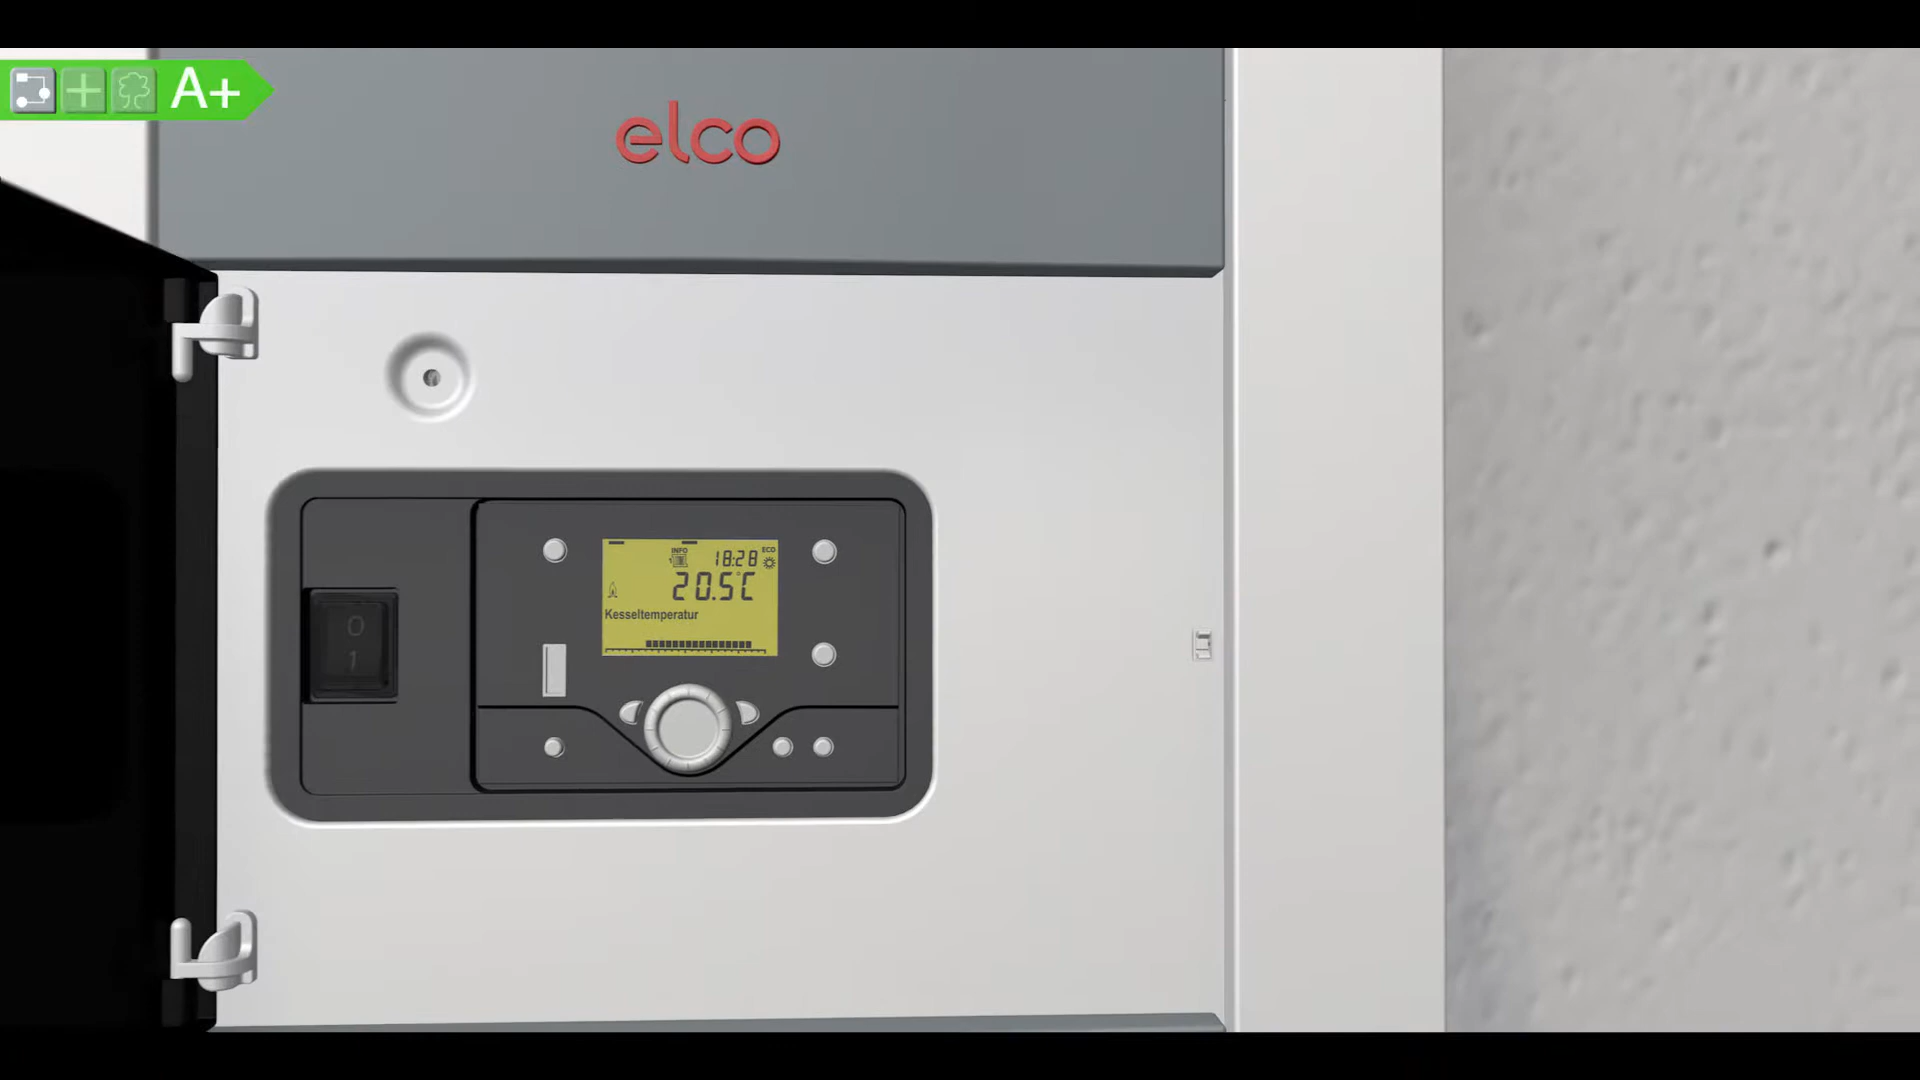 A+
elco
INFO
18:28
ECO
20.5°C
Kesseltemperatur
0
1